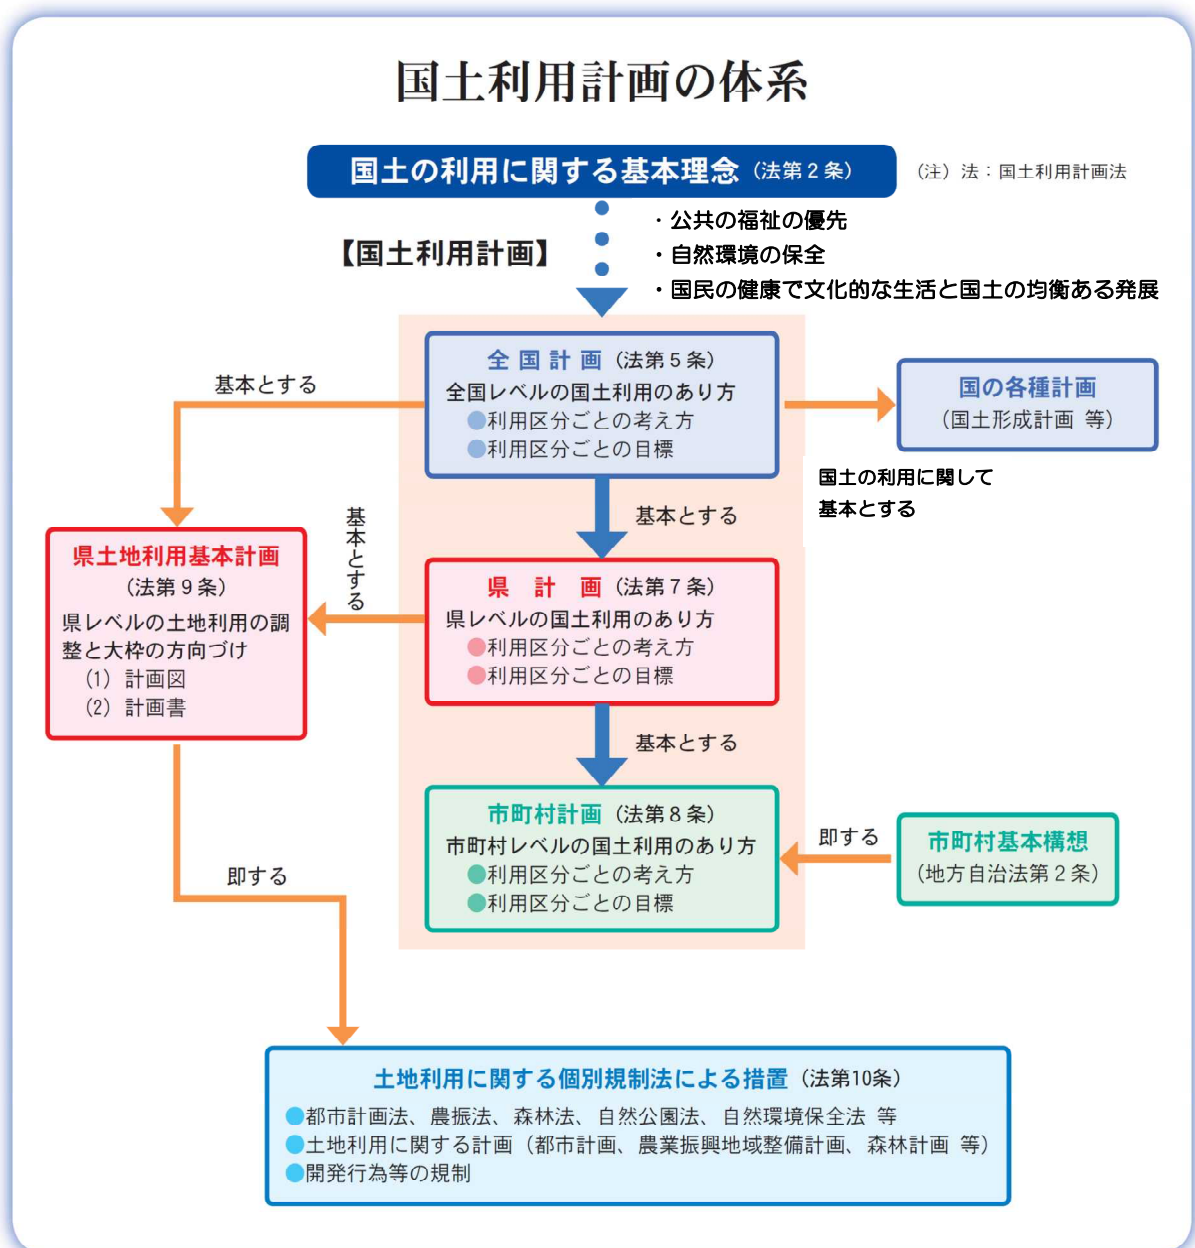 国土利用計画の体系
国土の利用に関する基本理念（法第２条）
（注）法：国土利用計画法
【国土利用計画】
・公共の福祉の優先
・自然環境の保全
・国民の健康で文化的な生活と国土の均衡ある発展
全国計画（法第５条）
全国レベルの国土利用のあり方
●利用区分ごとの考え方
●利用区分ごとの目標
基本とする
国の各種計画
（国土形成計画 等）
国土の利用に関して
基本とする
基本とする
県計画（法第７条）
県レベルの国土利用のあり方
●利用区分ごとの考え方
●利用区分ごとの目標
基本とする
県土地利用基本計画
（法第９条）
県レベルの土地利用の調
整と大枠の方向づけ
（1）計画図
（2）計画書
基本とする
市町村計画（法第８条）
市町村レベルの国土利用のあり方
●利用区分ごとの考え方
●利用区分ごとの目標
即する
市町村基本構想
（地方自治法第２条）
即する
土地利用に関する個別規制法による措置（法第10条）
●都市計画法、農振法、森林法、自然公園法、自然環境保全法 等
●土地利用に関する計画（都市計画、農業振興地域整備計画、森林計画 等）
●開発行為等の規制